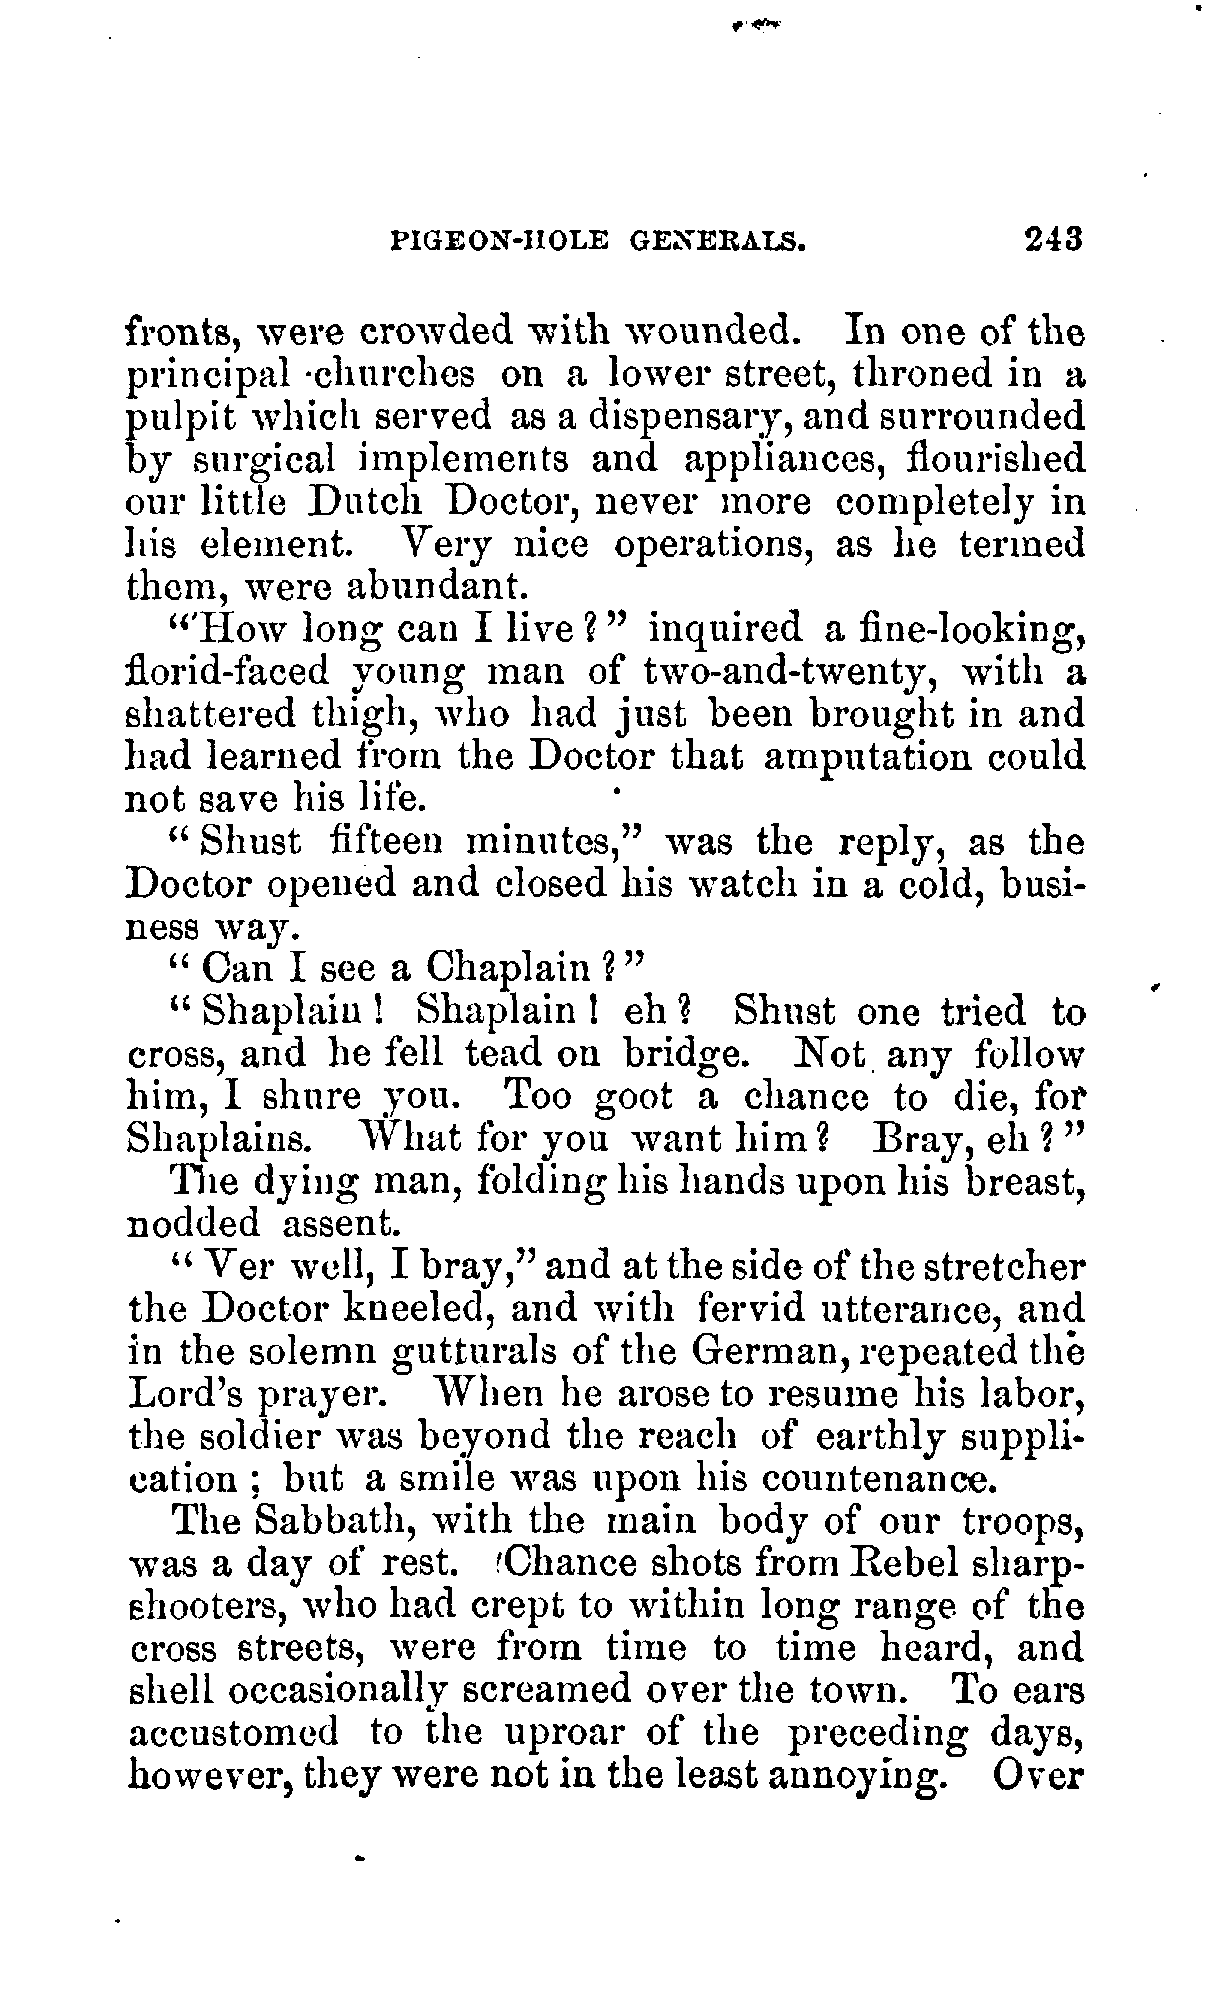 PIGEON-HOLE GENERALS. 243
fronts, were crowded with wounded. In one of the
principal churches on a lower street, throned in a
pulpit which served as a dispensary, and surrounded
by surgical implements and appliances, flourished
our little Dutch Doctor, never more completely in
his element. Very nice operations, as he termed
them, were abundant.
"How long can I live?" inquired a fine-looking,
florid-faced young man of two-and-twenty, with a
shattered thigh, who had just been brought in and
had learned from the Doctor that amputation could
not save his life.
"Shust fifteen minutes," was the reply, as the
Doctor opened and closed his watch in a cold, busi-
ness way.
"Can I see a Chaplain?"
"Shaplain! Shaplain! eh? Shust one tried to
cross, and he fell tead on bridge. Not any follow
him, I shure you. Too goot a chance to die, for
Shaplains. What for you want him? Bray, eh?"
The dying man, folding his hands upon his breast,
nodded assent.
"Ver well, I bray," and at the side of the stretcher
the Doctor kneeled, and with fervid utterance, and
in the solemn gutturals of the German, repeated the
Lord's prayer. When he arose to resume his labor,
the soldier was beyond the reach of earthly suppli-
cation; but a smile was upon his countenance.
The Sabbath, with the main body of our troops,
was a day of rest. Chance shots from Rebel sharp-
shooters, who had crept to within long range of the
cross streets, were from time to time heard, and
shell occasionally screamed over the town. To ears
accustomed to the uproar of the preceding days,
however, they were not in the least annoying. Over